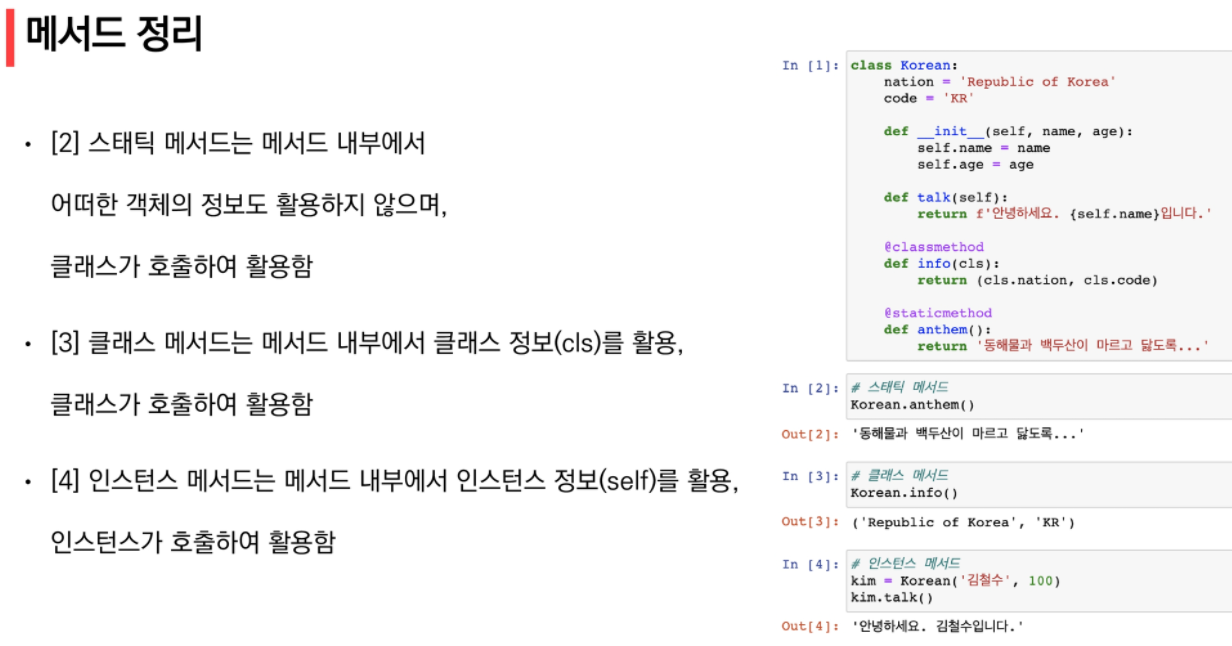 메서드 정리
• [2] 스태틱 메서드는 메서드 내부에서
어떠한 객체의 정보도 활용하지 않으며,
클래스가 호출하여 활용함
• [3] 클래스 메서드는 메서드 내부에서 클래스 정보(cls)를 활용,
클래스가 호출하여 활용함
• [4] 인스턴스 메서드는 메서드 내부에서 인스턴스 정보(self)를 활용,
인스턴스가 호출하여 활용함
In [1]: class Korean:
    nation = 'Republic of Korea'
    code = 'KR'
    def __init__(self, name, age):
        self.name = name
        self.age = age
    def talk(self):
        return f'안녕하세요. {self.name}입니다.'
    @classmethod
    def info(cls):
        return (cls.nation, cls.code)
    @staticmethod
    def anthem():
        return '동해물과 백두산이 마르고 닳도록...'
In [2]: # 스태틱 메서드
Korean.anthem()
Out[2]: '동해물과 백두산이 마르고 닳도록...'
In [3]: # 클래스 메서드
Korean.info()
Out[3]: ('Republic of Korea', 'KR')
In [4]: # 인스턴스 메서드
kim = Korean('김철수', 100)
kim.talk()
Out[4]: '안녕하세요. 김철수입니다.'